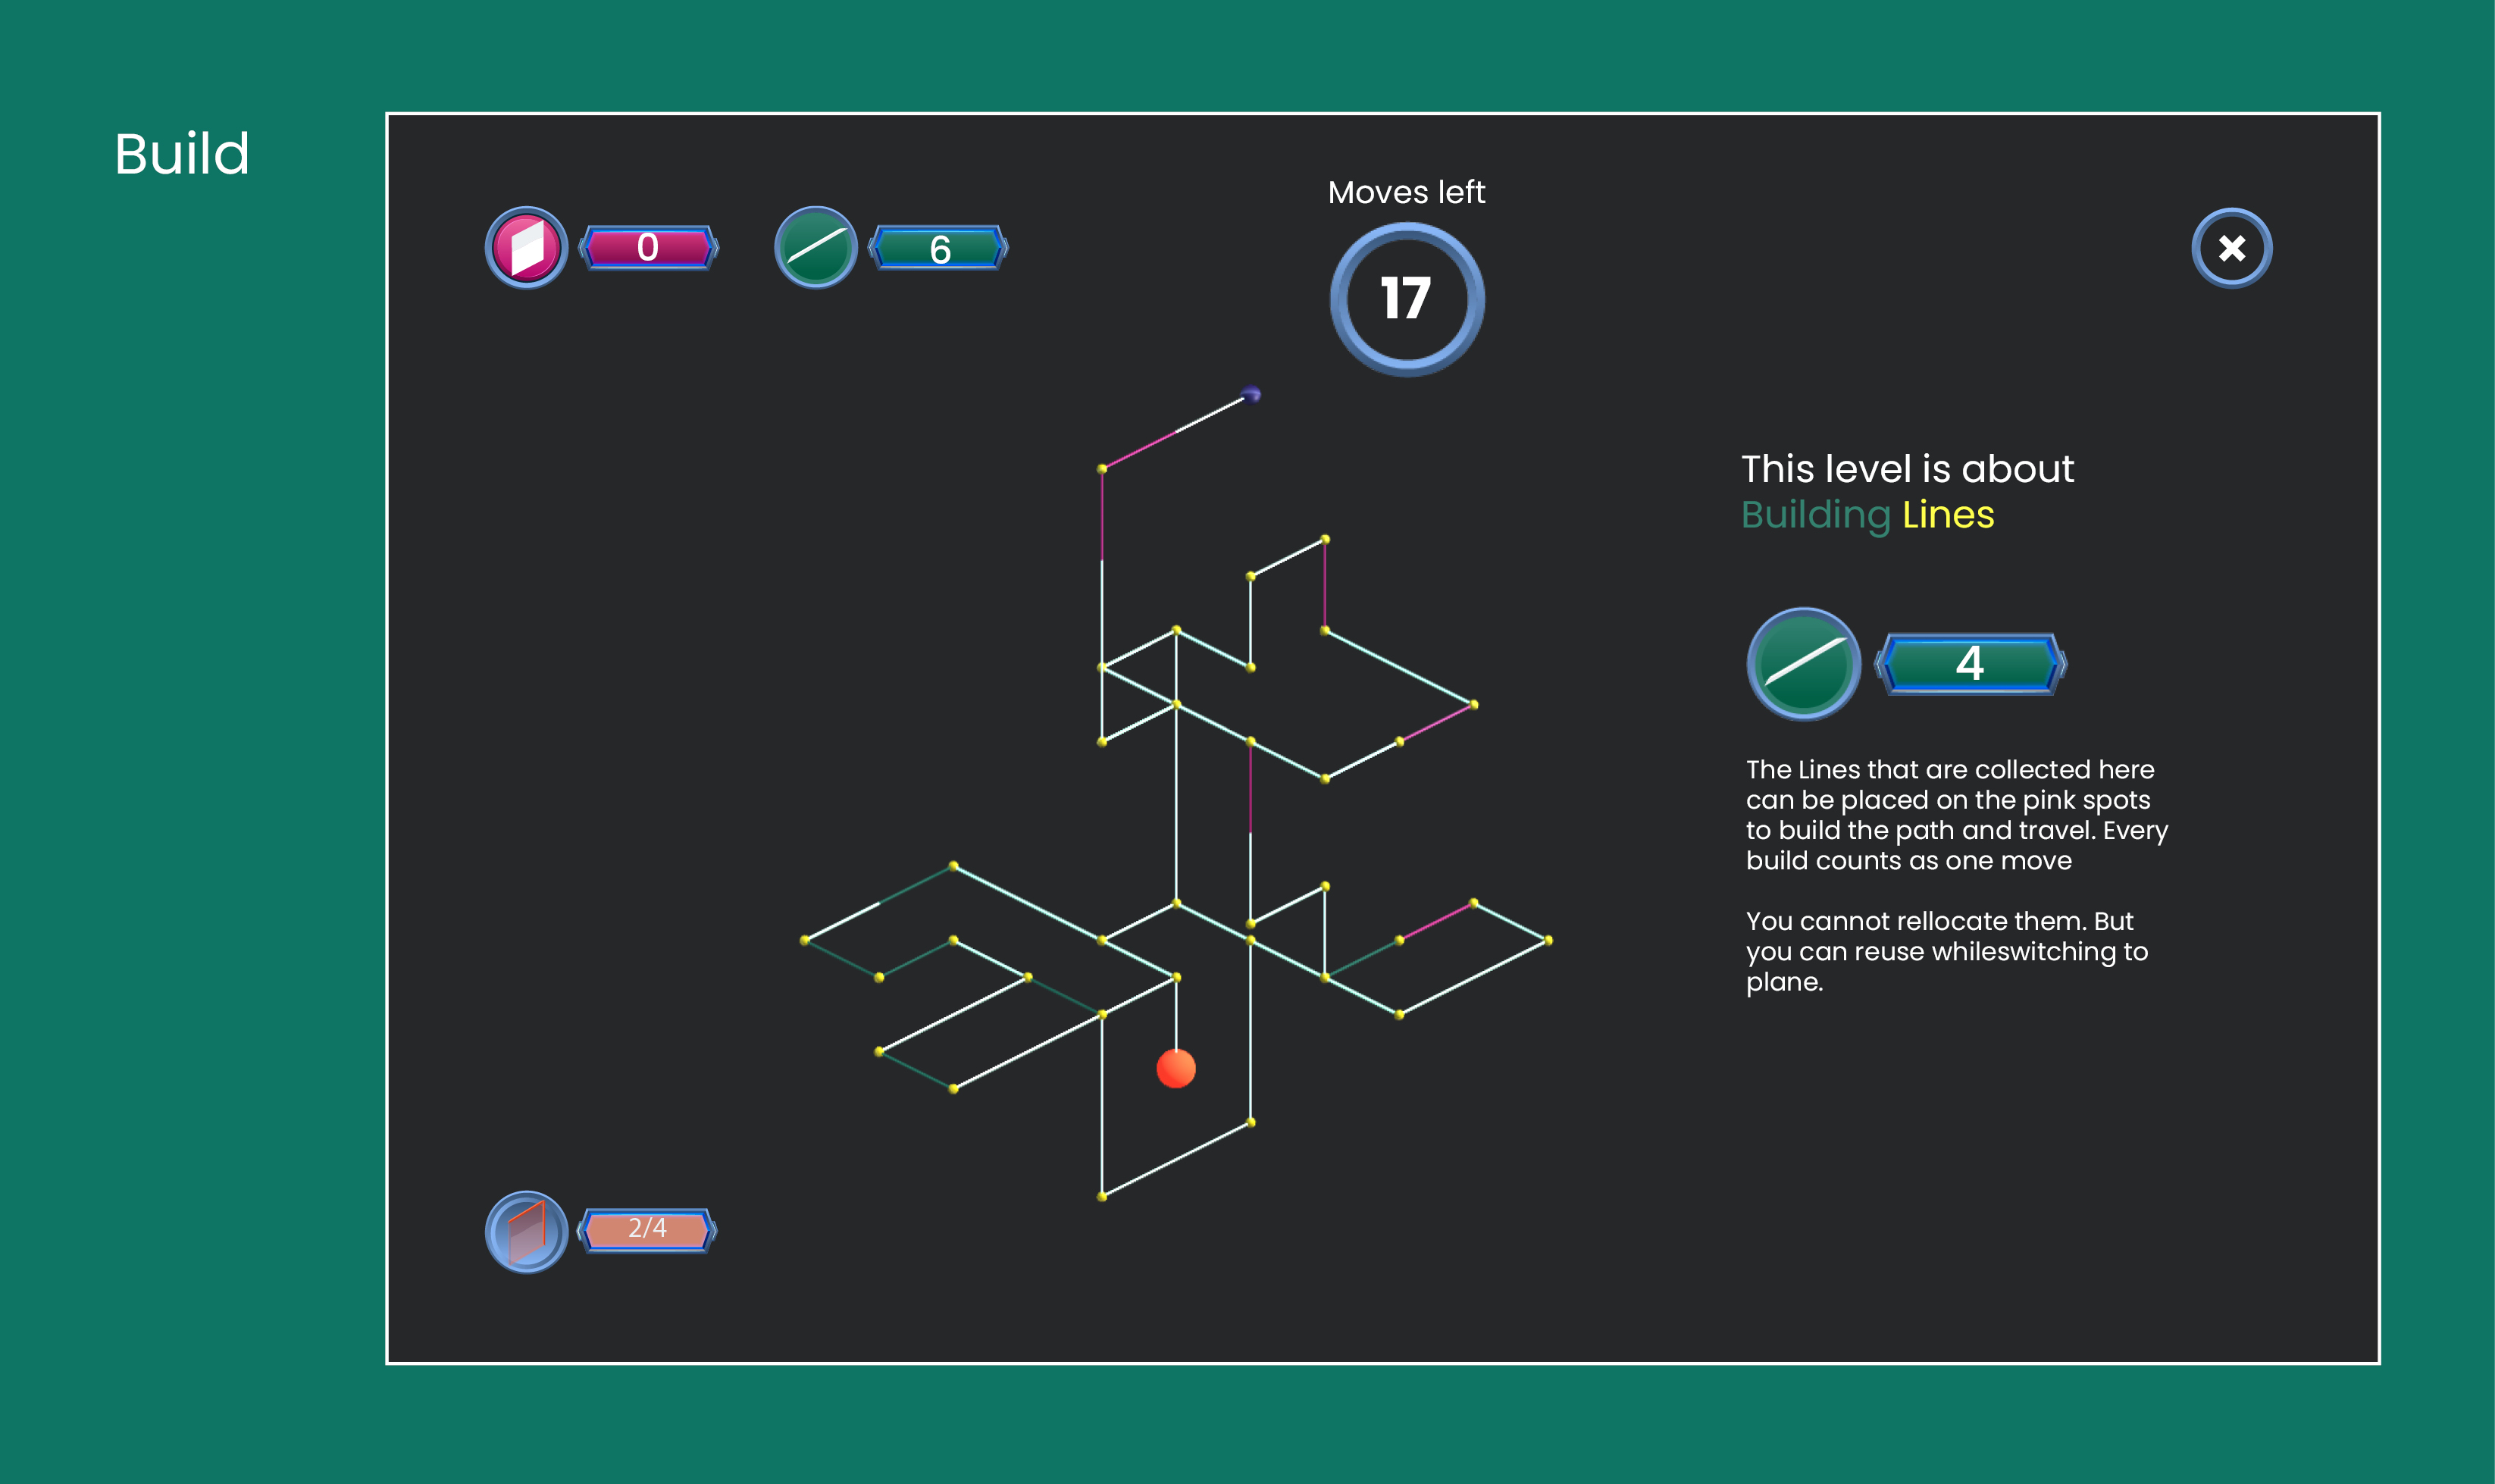 Build
0
6
Moves left
17
This level is about
Building Lines
4
The Lines that are collected here
can be placed on the pink spots
to build the path and travel. Every
build counts as one move
You cannot rellocate them. But
you can reuse whileswitching to
plane.
2/4